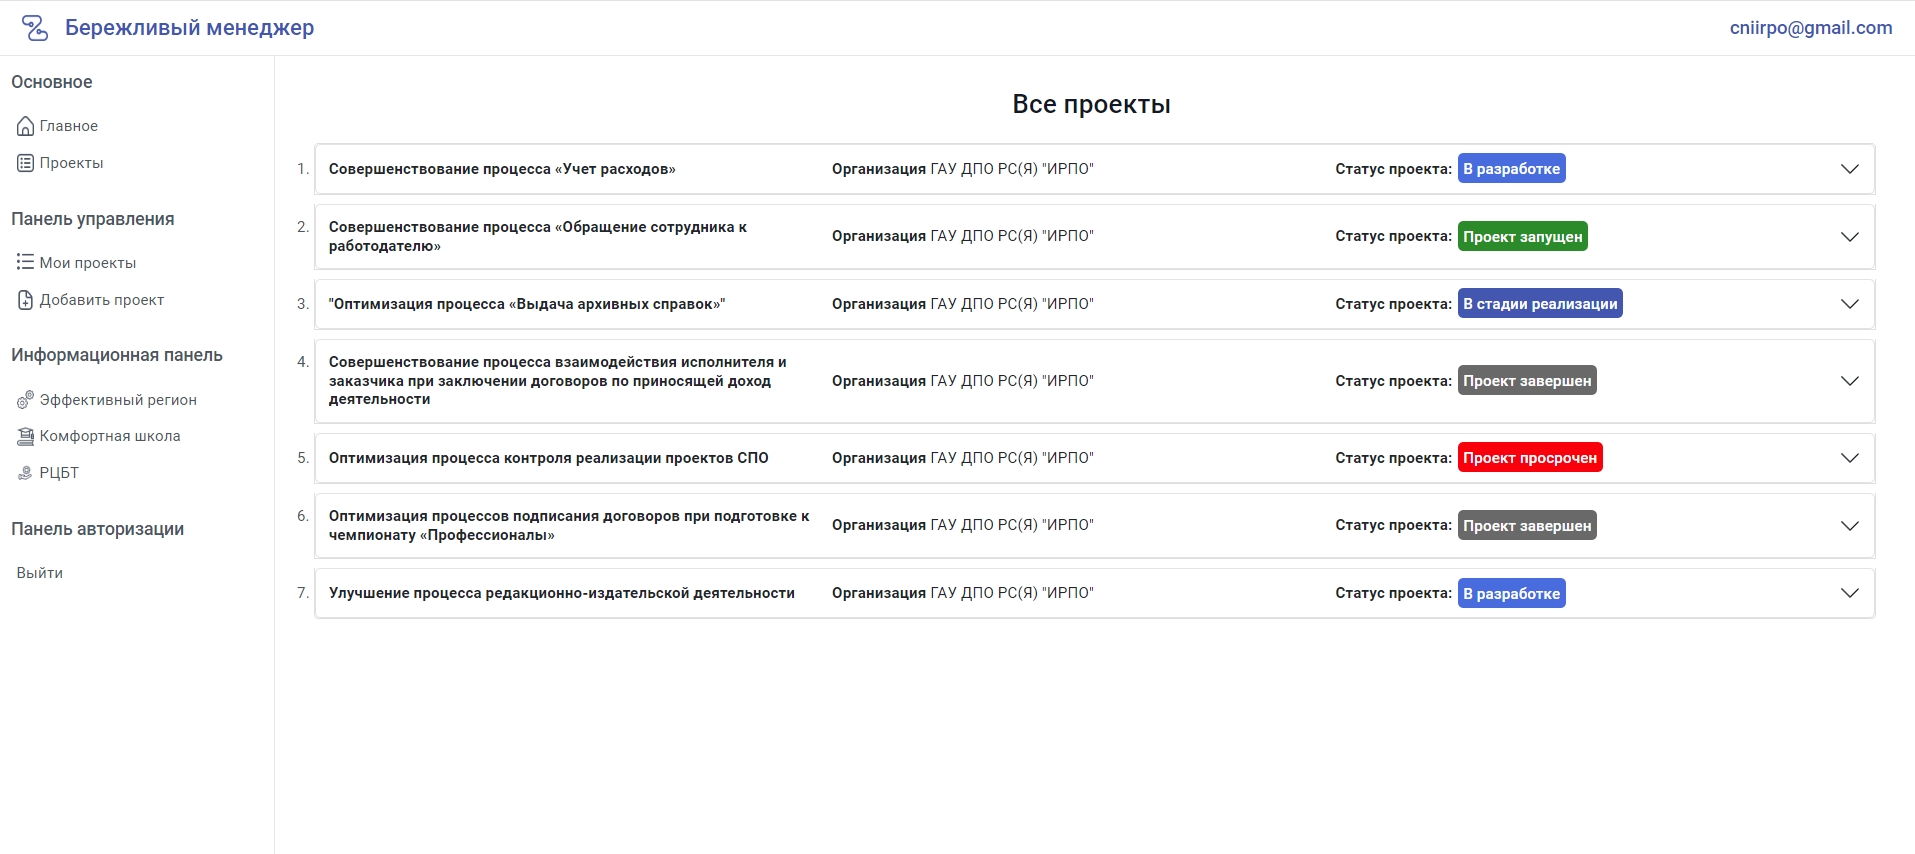 Бережливый менеджер
cniirpo@gmail.com
Основное
Главное
Проекты
Панель управления
Мои проекты
Добавить проект
Информационная панель
Эффективный регион
Комфортная школа
РЦБТ
Панель авторизации
Выйти
Все проекты
1. Совершенствование процесса «Учет расходов» Организация ГАУ ДПО РС(Я) "ИРПО" Статус проекта: В разработке
2. Совершенствование процесса «Обращение сотрудника к
работодателю» Организация ГАУ ДПО РС(Я) "ИРПО" Статус проекта: Проект запущен
3. "Оптимизация процесса «Выдача архивных справок»" Организация ГАУ ДПО РС(Я) "ИРПО" Статус проекта: В стадии реализации
4. Совершенствование процесса взаимодействия исполнителя и
заказчика при заключении договоров по приносящей доход
деятельности Организация ГАУ ДПО РС(Я) "ИРПО" Статус проекта: Проект завершен
5. Оптимизация процесса контроля реализации проектов СПО Организация ГАУ ДПО РС(Я) "ИРПО" Статус проекта: Проект просрочен
6. Оптимизация процессов подписания договоров при подготовке к
чемпионату «Профессионалы» Организация ГАУ ДПО РС(Я) "ИРПО" Статус проекта: Проект завершен
7. Улучшение процесса редакционно-издательской деятельности Организация ГАУ ДПО РС(Я) "ИРПО" Статус проекта: В разработке